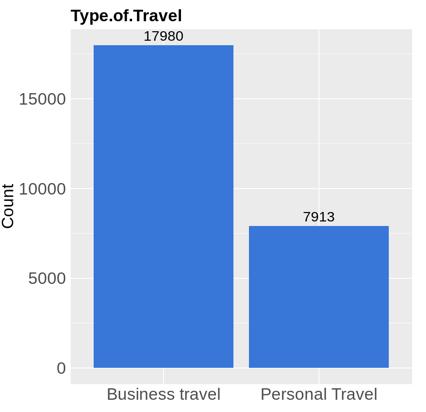 Type.of.Travel
17980
15000
Count
10000
7913
5000
0
Business travel
Personal Travel